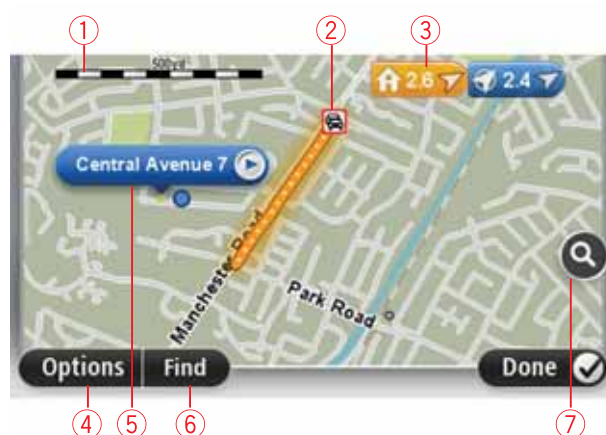 ① ② ③
500yd
2.6 2.4
Central Avenue 7
Manchester Road
Park Road
Options Find Done
④ ⑤ ⑥ ⑦